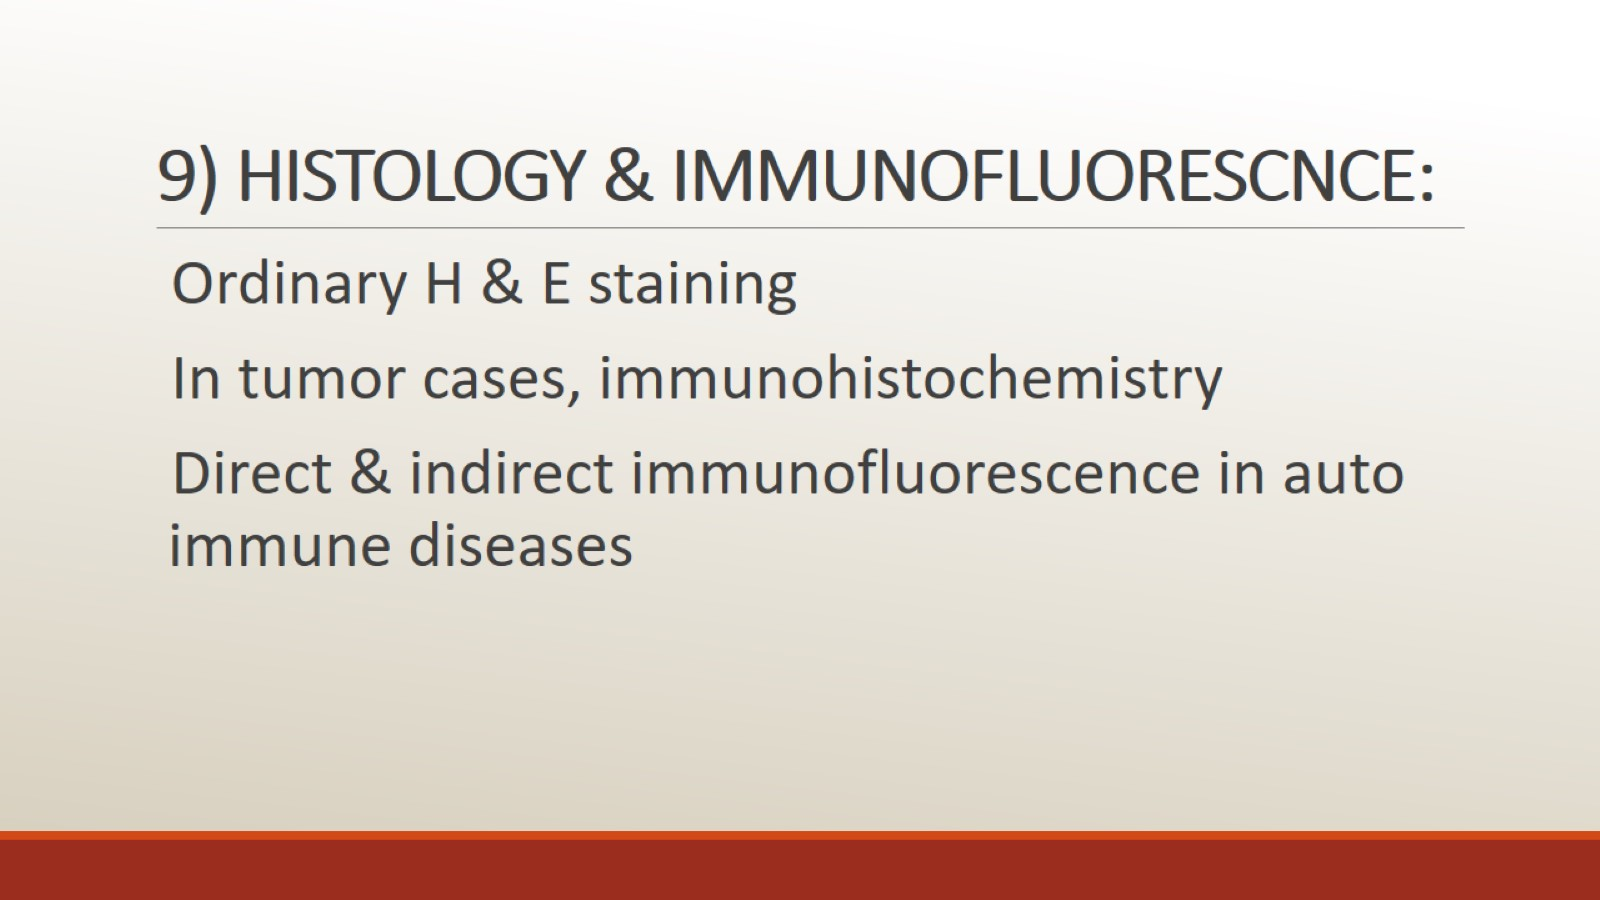 9) HISTOLOGY & IMMUNOFLUORESCNCE:
Ordinary H & E staining
In tumor cases, immunohistochemistry
Direct & indirect immunofluorescence in auto
immune diseases